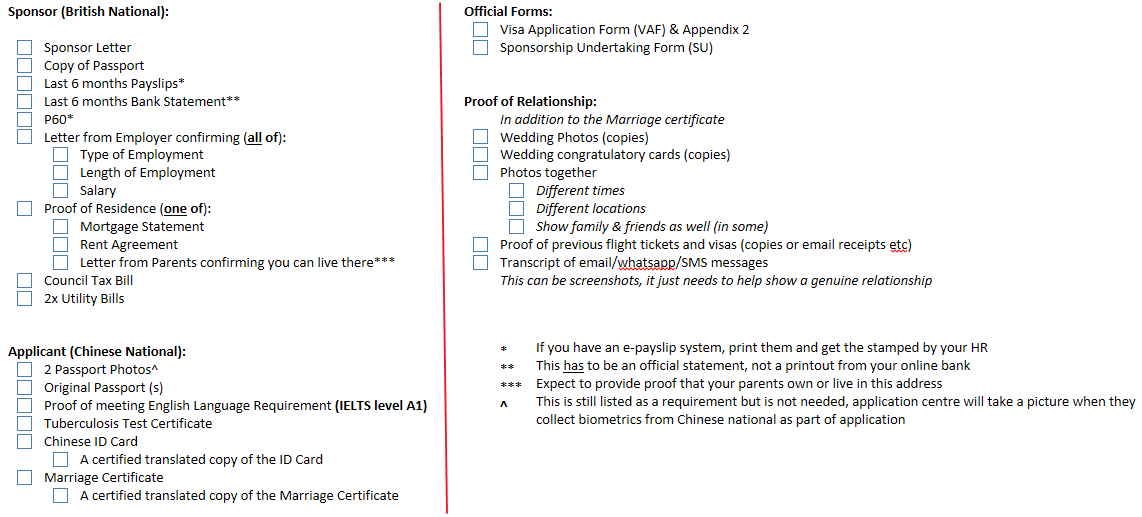 Sponsor (British National):
Sponsor Letter
Copy of Passport
Last 6 months Payslips*
Last 6 months Bank Statement**
P60*
Letter from Employer confirming (all of):
Type of Employment
Length of Employment
Salary
Proof of Residence (one of):
Mortgage Statement
Rent Agreement
Letter from Parents confirming you can live there***
Council Tax Bill
2x Utility Bills
Applicant (Chinese National):
2 Passport Photos^
Original Passport (s)
Proof of meeting English Language Requirement (IELTS level A1)
Tuberculosis Test Certificate
Chinese ID Card
A certified translated copy of the ID Card
Marriage Certificate
A certified translated copy of the Marriage Certificate
Official Forms:
Visa Application Form (VAF) & Appendix 2
Sponsorship Undertaking Form (SU)
Proof of Relationship:
In addition to the Marriage certificate
Wedding Photos (copies)
Wedding congratulatory cards (copies)
Photos together
Different times
Different locations
Show family & friends as well (in some)
Proof of previous flight tickets and visas (copies or email receipts etc)
Transcript of email/whatsapp/SMS messages
This can be screenshots, it just needs to help show a genuine relationship
* If you have an e-payslip system, print them and get the stamped by your HR
** This has to be an official statement, not a printout from your online bank
*** Expect to provide proof that your parents own or live in this address
^ This is still listed as a requirement but is not needed, application centre will take a picture when they
collect biometrics from Chinese national as part of application